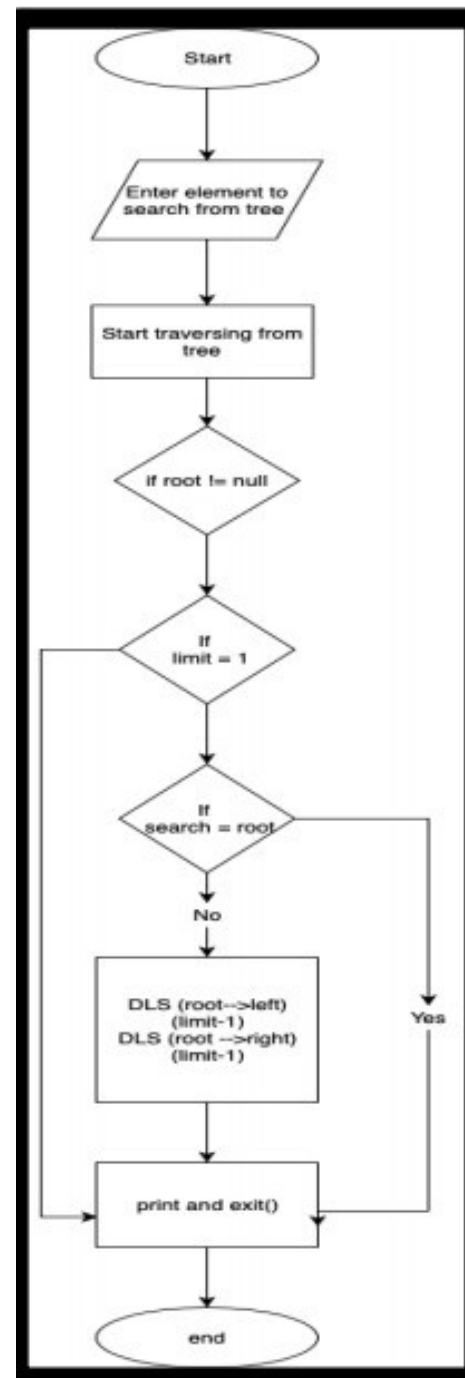 Start
Enter element to
search from tree
Start traversing from
tree
if root != null
If
limit = 1
If
search = root
No
Yes
DLS (root-->left)
(limit-1)
DLS (root -->right)
(limit-1)
print and exit()
end